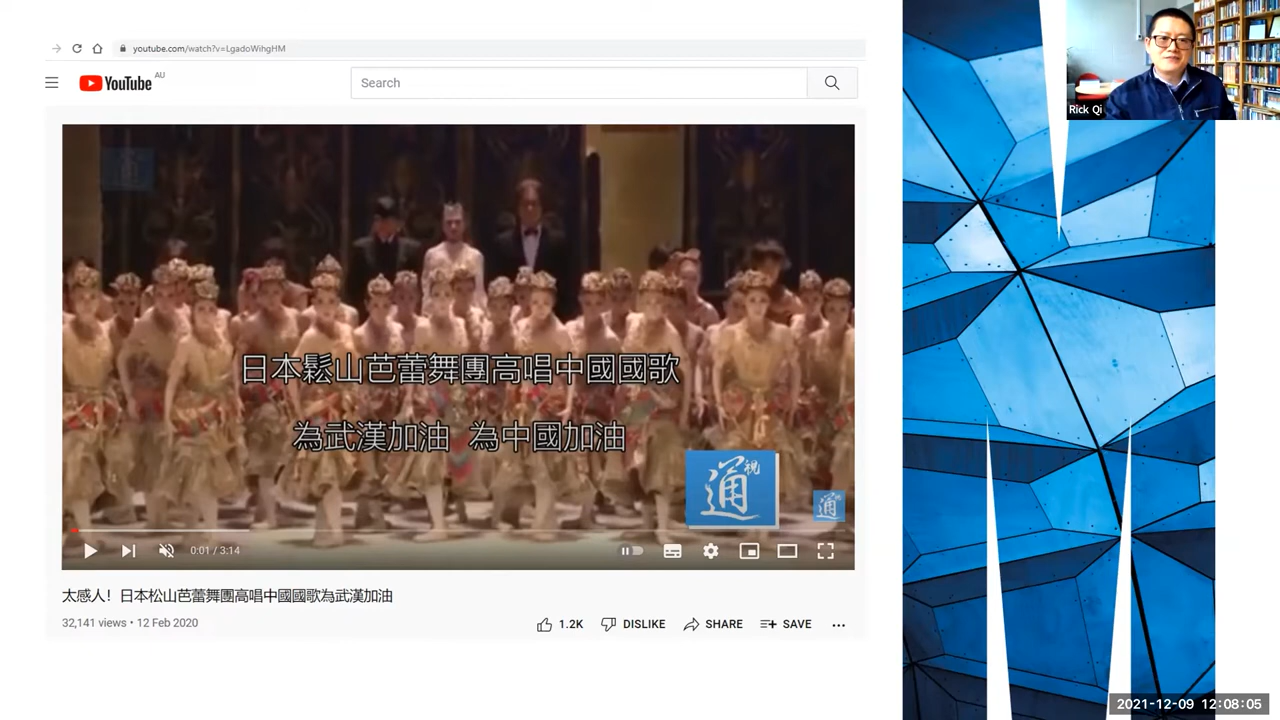 youtube.com/watch?v=LgadoWihgHM
YouTube AU
Search
日本鬆山芭蕾舞團高唱中國國歌
為武漢加油 為中國加油
通視
通視
0:01 / 3:14
太感人！日本松山芭蕾舞團高唱中國國歌為武漢加油
32,141 views • 12 Feb 2020
1.2K DISLIKE SHARE SAVE
Rick Qi
2021-12-09 12:08:05